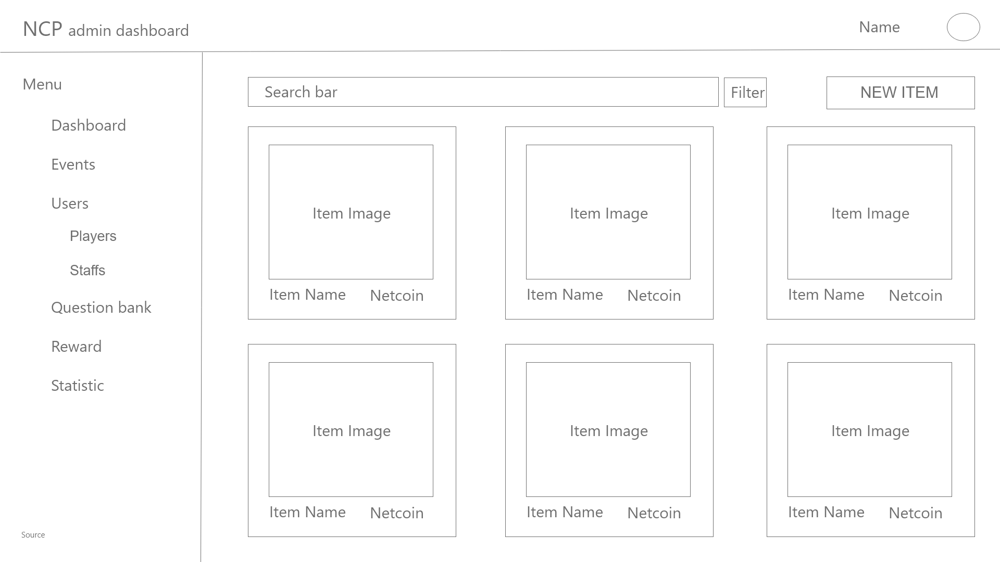 NCP admin dashboard
Name
Menu
Dashboard
Events
Users
Players
Staffs
Question bank
Reward
Statistic
Source
Search bar
Filter
NEW ITEM
Item Image
Item Name Netcoin
Item Image
Item Name Netcoin
Item Image
Item Name Netcoin
Item Image
Item Name Netcoin
Item Image
Item Name Netcoin
Item Image
Item Name Netcoin